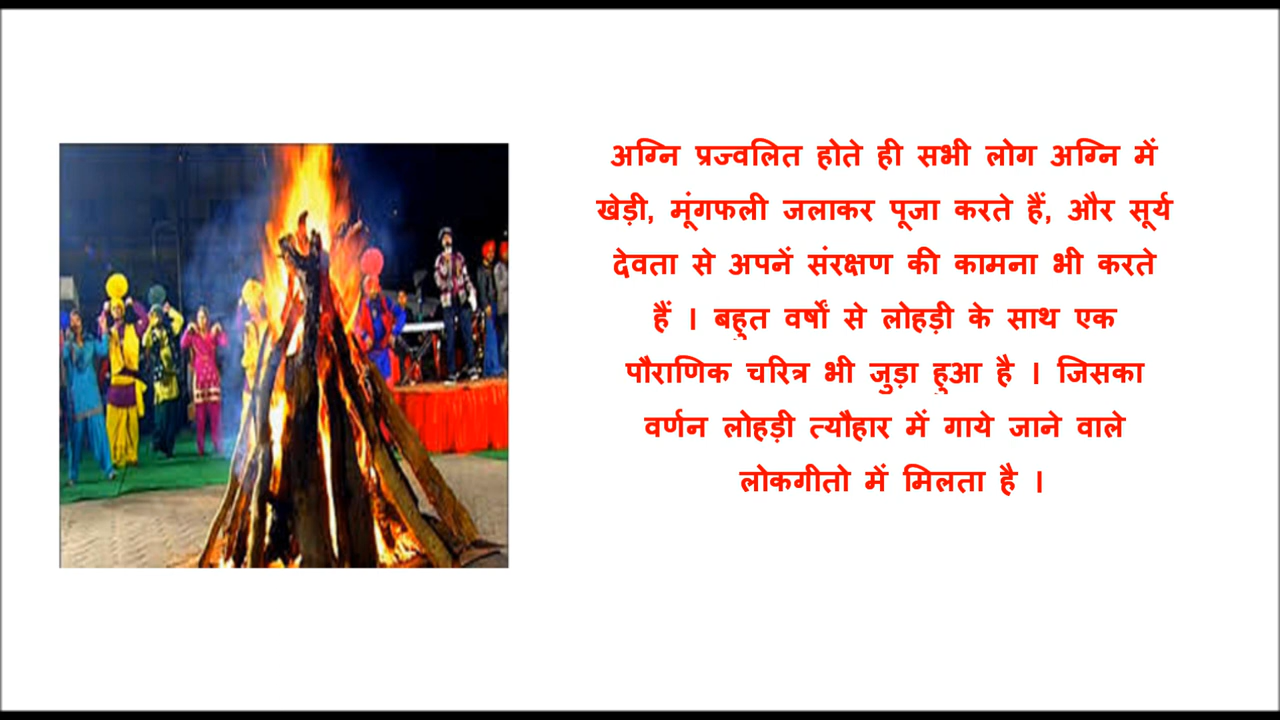 अग्नि प्रज्वलित होते ही सभी लोग अग्नि में
खेड़ी, मूंगफली जलाकर पूजा करते हैं, और सूर्य
देवता से अपनें संरक्षण की कामना भी करते
हैं । बहुत वर्षों से लोहड़ी के साथ एक
पौराणिक चरित्र भी जुड़ा हुआ है । जिसका
वर्णन लोहड़ी त्यौहार में गाये जाने वाले
लोकगीतो में मिलता है ।